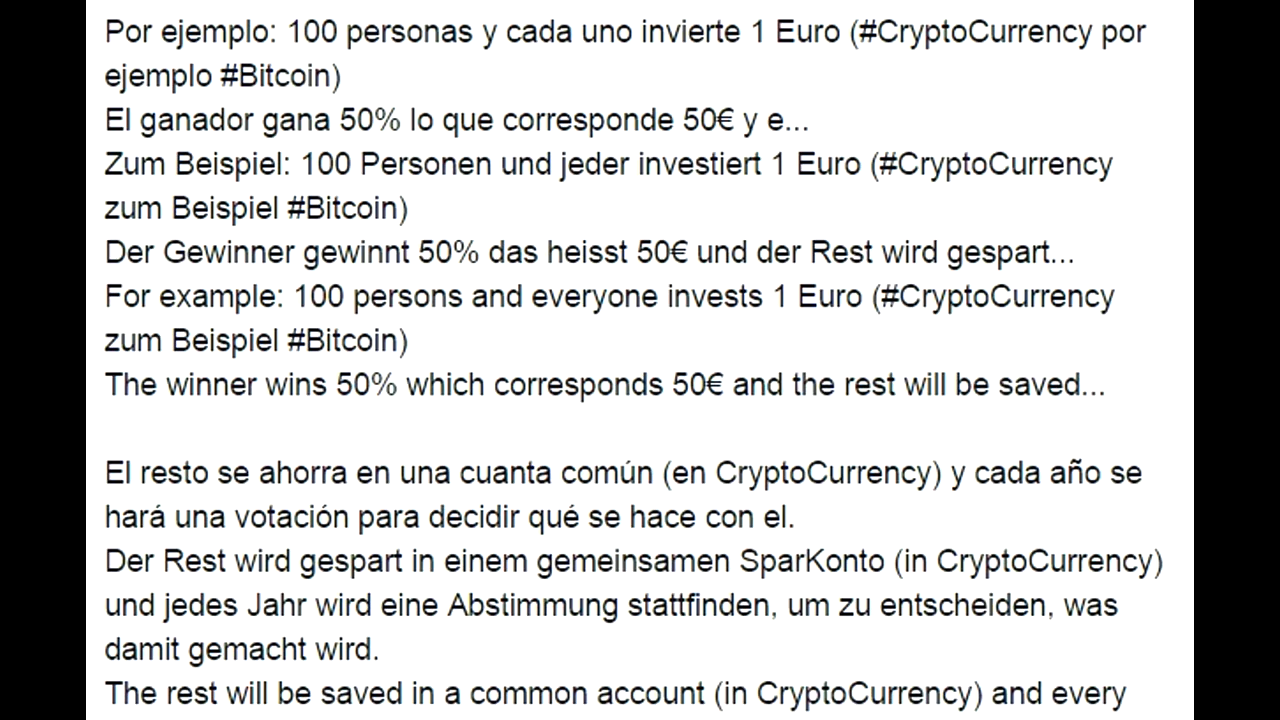 Por ejemplo: 100 personas y cada uno invierte 1 Euro (#CryptoCurrency por
ejemplo #Bitcoin)
El ganador gana 50% lo que corresponde 50€ y e...
Zum Beispiel: 100 Personen und jeder investiert 1 Euro (#CryptoCurrency
zum Beispiel #Bitcoin)
Der Gewinner gewinnt 50% das heisst 50€ und der Rest wird gespart...
For example: 100 persons and everyone invests 1 Euro (#CryptoCurrency
zum Beispiel #Bitcoin)
The winner wins 50% which corresponds 50€ and the rest will be saved...
El resto se ahorra en una cuanta común (en CryptoCurrency) y cada año se
hará una votación para decidir qué se hace con el.
Der Rest wird gespart in einem gemeinsamen SparKonto (in CryptoCurrency)
und jedes Jahr wird eine Abstimmung stattfinden, um zu entscheiden, was
damit gemacht wird.
The rest will be saved in a common account (in CryptoCurrency) and every